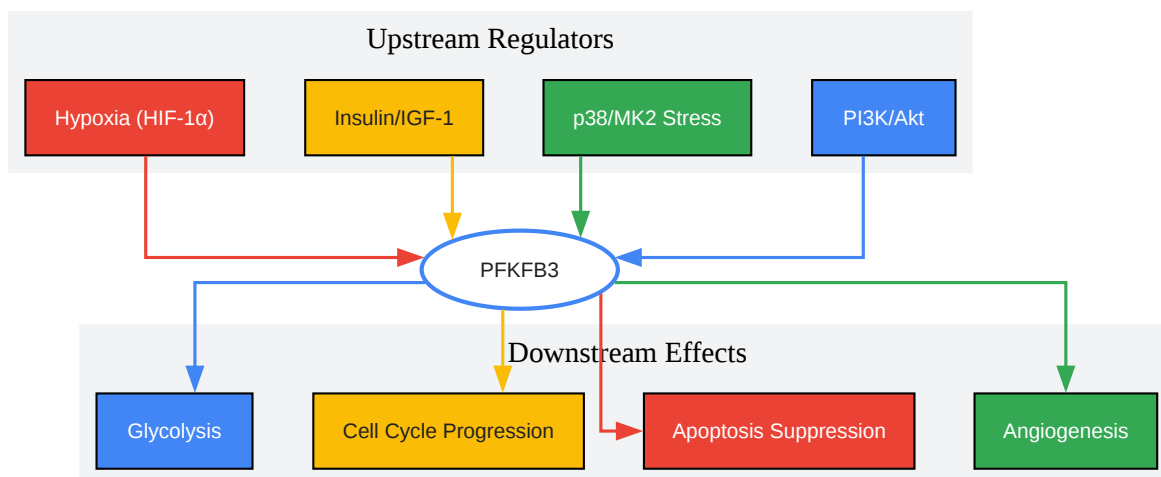 Upstream Regulators
Hypoxia (HIF-1α)
Insulin/IGF-1
p38/MK2 Stress
PI3K/Akt
PFKFB3
Downstream Effects
Glycolysis
Cell Cycle Progression
Apoptosis Suppression
Angiogenesis